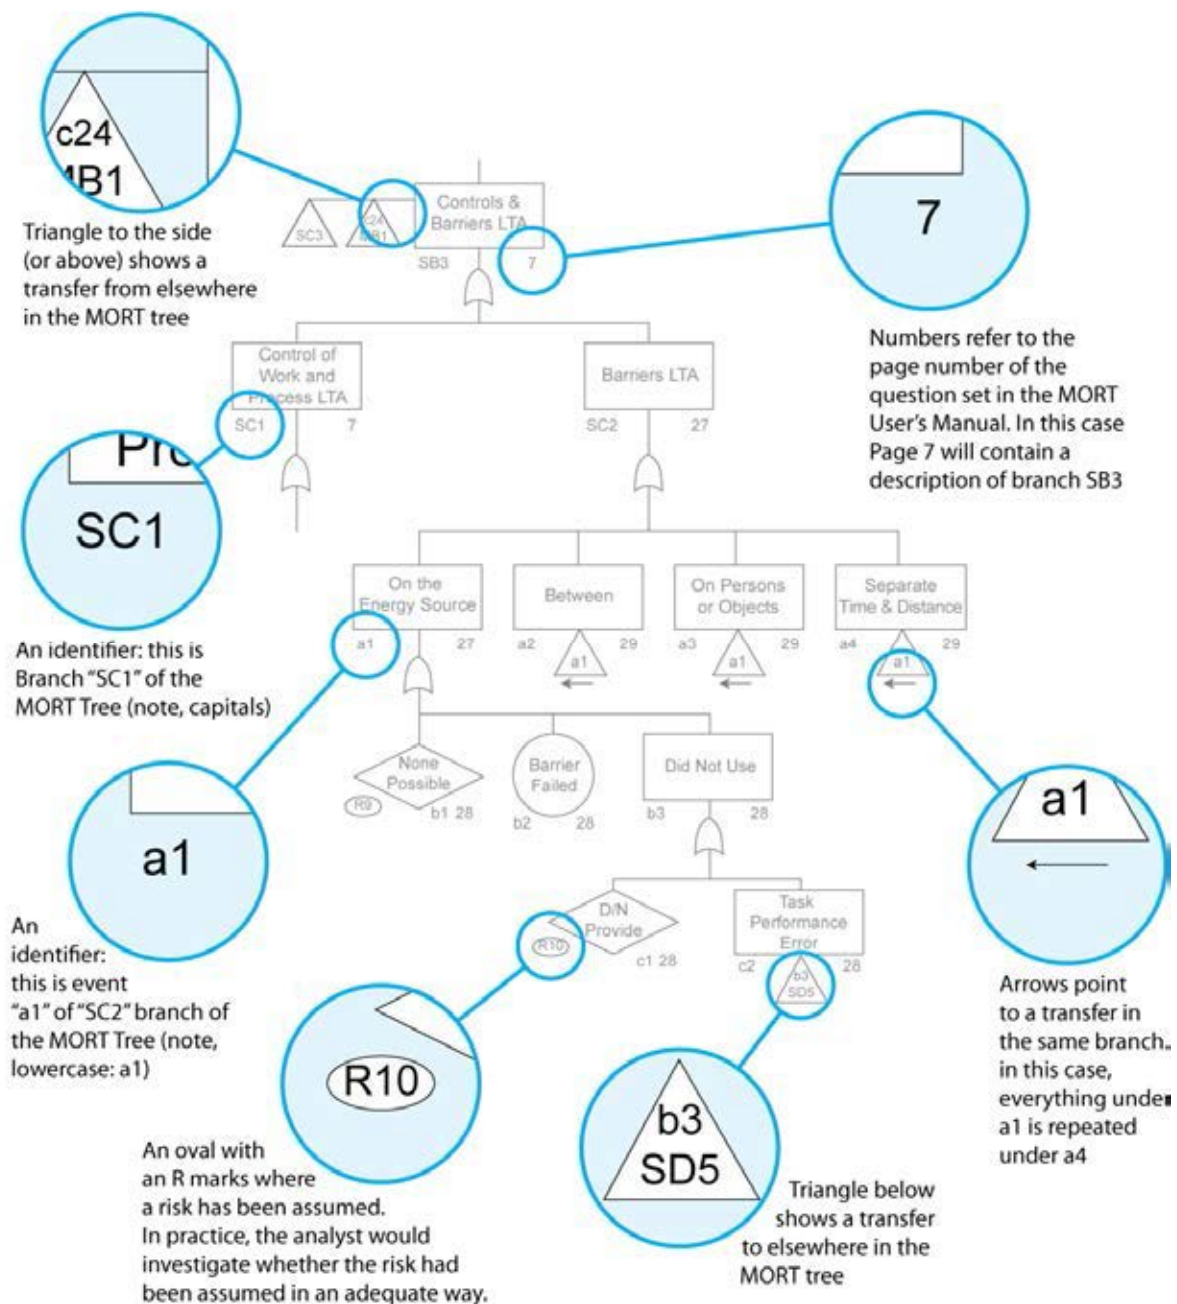 c24
MB1
Triangle to the side
(or above) shows a
transfer from elsewhere
in the MORT tree
7
Numbers refer to the
page number of the
question set in the MORT
User's Manual. In this case
Page 7 will contain a
description of branch SB3
SC3
c24
MB1
Controls &
Barriers LTA
SB3 7
Control of
Work and
Process LTA
SC1 7
Barriers LTA
SC2 27
Pro
SC1
An identifier: this is
Branch "SC1" of the
MORT Tree (note, capitals)
On the
Energy Source
a1 27
Between
a2 29
a1
On Persons
or Objects
a3 29
a1
Separate
Time & Distance
a4 29
a1
None
Possible
R9
b1 28
Barrier
Failed
b2 28
Did Not Use
b3 28
a1
An
identifier:
this is event
"a1" of "SC2" branch of
the MORT Tree (note,
lowercase: a1)
D/N
Provide
R10
c1 28
Task
Performance
Error
c2 28
b3
SD5
a1
Arrows point
to a transfer in
the same branch..
in this case,
everything under
a1 is repeated
under a4
R10
An oval with
an R marks where
a risk has been assumed.
In practice, the analyst would
investigate whether the risk had
been assumed in an adequate way.
b3
SD5
Triangle below
shows a transfer
to elsewhere in the
MORT tree